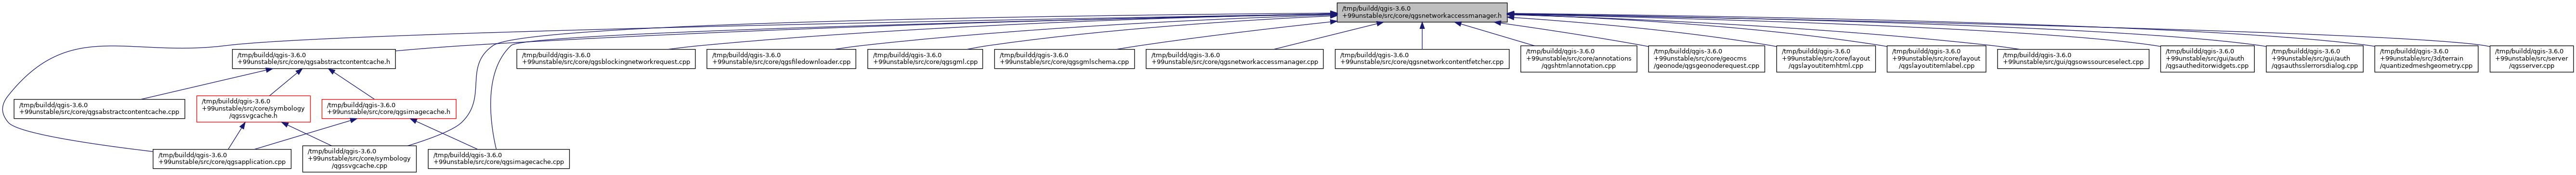 /tmp/buildd/qgis-3.6.0
+99unstable/src/core/qgsnetworkaccessmanager.h
/tmp/buildd/qgis-3.6.0
+99unstable/src/core/qgsabstractcontentcache.h
/tmp/buildd/qgis-3.6.0
+99unstable/src/core/qgsblockingnetworkrequest.cpp
/tmp/buildd/qgis-3.6.0
+99unstable/src/core/qgsfiledownloader.cpp
/tmp/buildd/qgis-3.6.0
+99unstable/src/core/qgsgml.cpp
/tmp/buildd/qgis-3.6.0
+99unstable/src/core/qgsgmlschema.cpp
/tmp/buildd/qgis-3.6.0
+99unstable/src/core/qgsnetworkaccessmanager.cpp
/tmp/buildd/qgis-3.6.0
+99unstable/src/core/qgsnetworkcontentfetcher.cpp
/tmp/buildd/qgis-3.6.0
+99unstable/src/core/annotations
/qgshtmlannotation.cpp
/tmp/buildd/qgis-3.6.0
+99unstable/src/core/geocms
/geonode/qgsgeonoderequest.cpp
/tmp/buildd/qgis-3.6.0
+99unstable/src/core/layout
/qgslayoutitemhtml.cpp
/tmp/buildd/qgis-3.6.0
+99unstable/src/core/layout
/qgslayoutitemlabel.cpp
/tmp/buildd/qgis-3.6.0
+99unstable/src/gui/qgsowssourceselect.cpp
/tmp/buildd/qgis-3.6.0
+99unstable/src/gui/auth
/qgsautheditorwidgets.cpp
/tmp/buildd/qgis-3.6.0
+99unstable/src/gui/auth
/qgsauthsslerrorsdialog.cpp
/tmp/buildd/qgis-3.6.0
+99unstable/src/3d/terrain
/quantizedmeshgeometry.cpp
/tmp/buildd/qgis-3.6.0
+99unstable/src/server
/qgsserver.cpp
/tmp/buildd/qgis-3.6.0
+99unstable/src/core/qgsabstractcontentcache.cpp
/tmp/buildd/qgis-3.6.0
+99unstable/src/core/symbology
/qgssvgcache.h
/tmp/buildd/qgis-3.6.0
+99unstable/src/core/qgsimagecache.h
/tmp/buildd/qgis-3.6.0
+99unstable/src/core/qgsapplication.cpp
/tmp/buildd/qgis-3.6.0
+99unstable/src/core/symbology
/qgssvgcache.cpp
/tmp/buildd/qgis-3.6.0
+99unstable/src/core/qgsimagecache.cpp